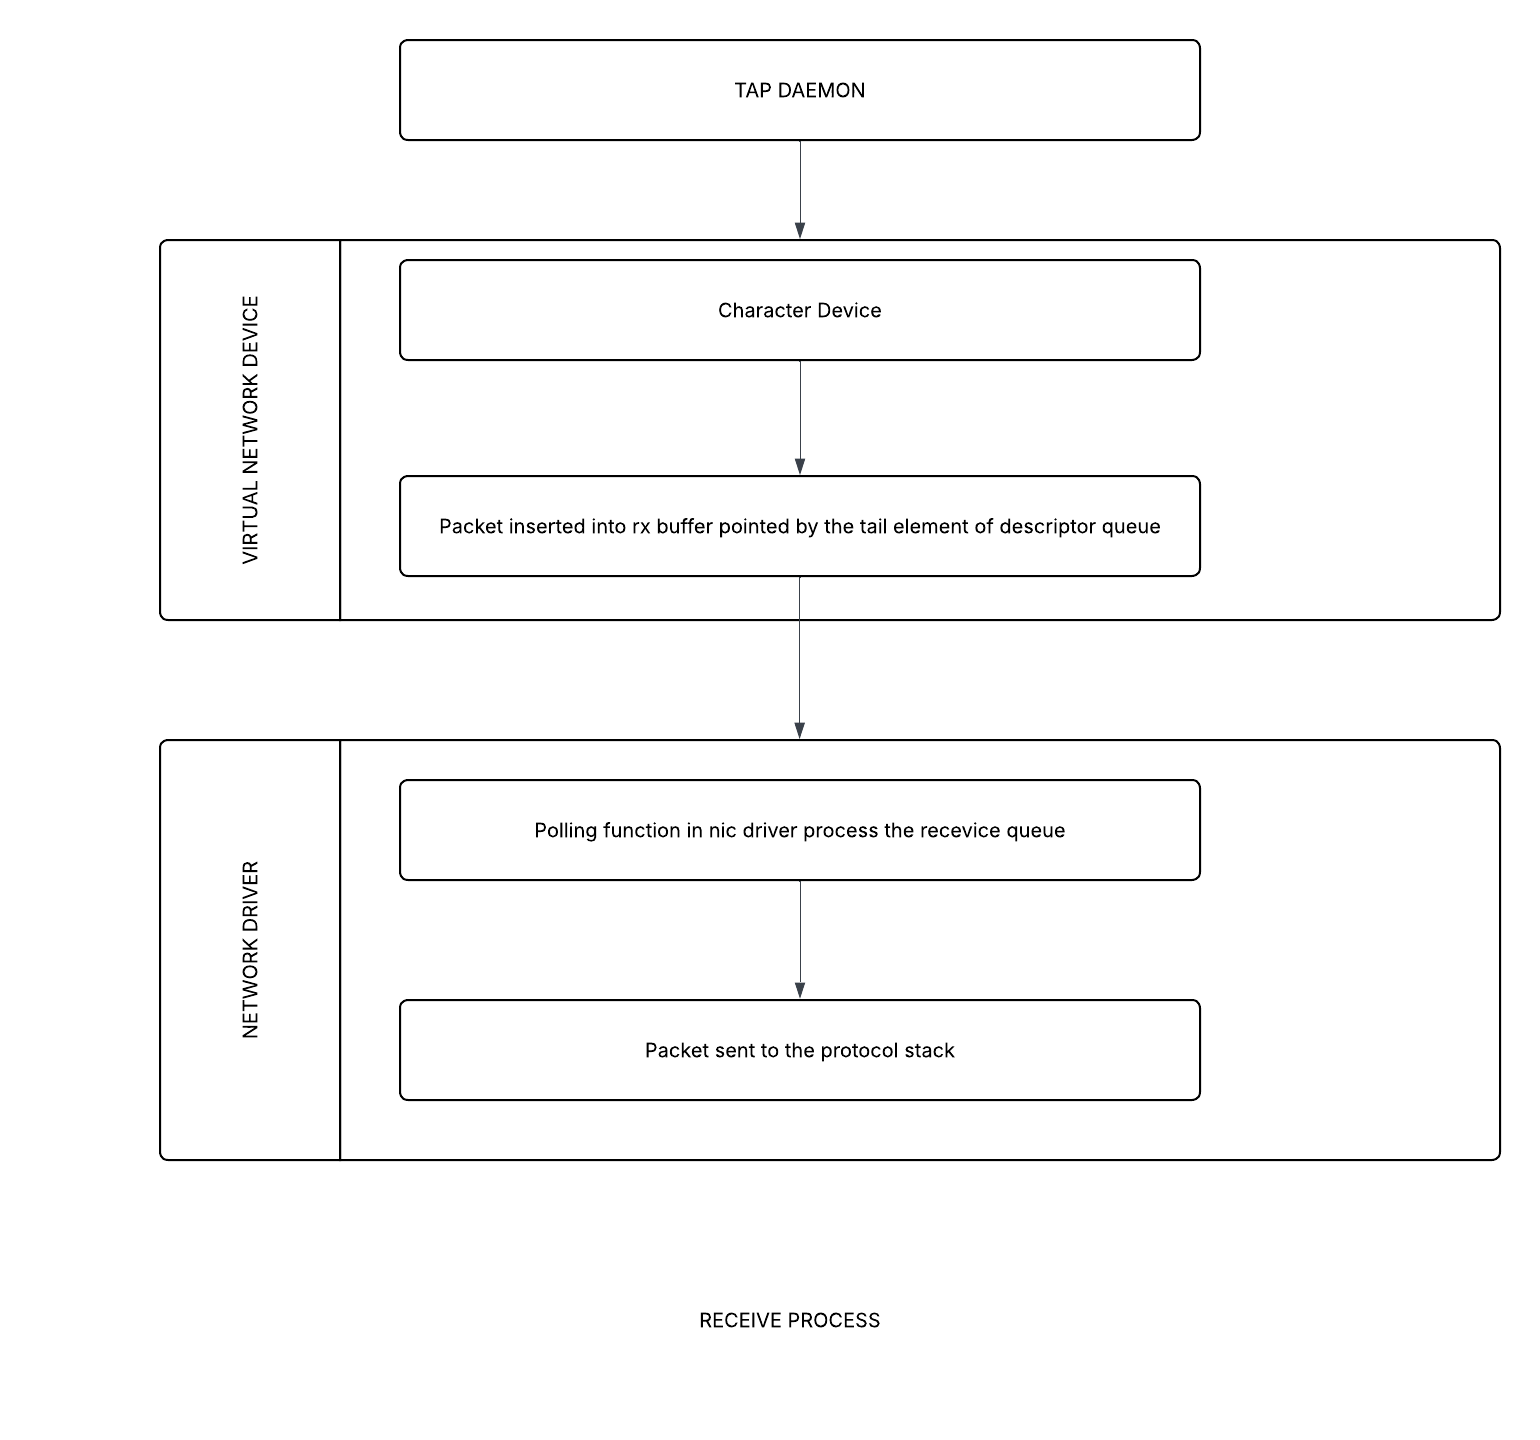 TAP DAEMON
VIRTUAL NETWORK DEVICE
Character Device
Packet inserted into rx buffer pointed by the tail element of descriptor queue
NETWORK DRIVER
Polling function in nic driver process the recevice queue
Packet sent to the protocol stack
RECEIVE PROCESS